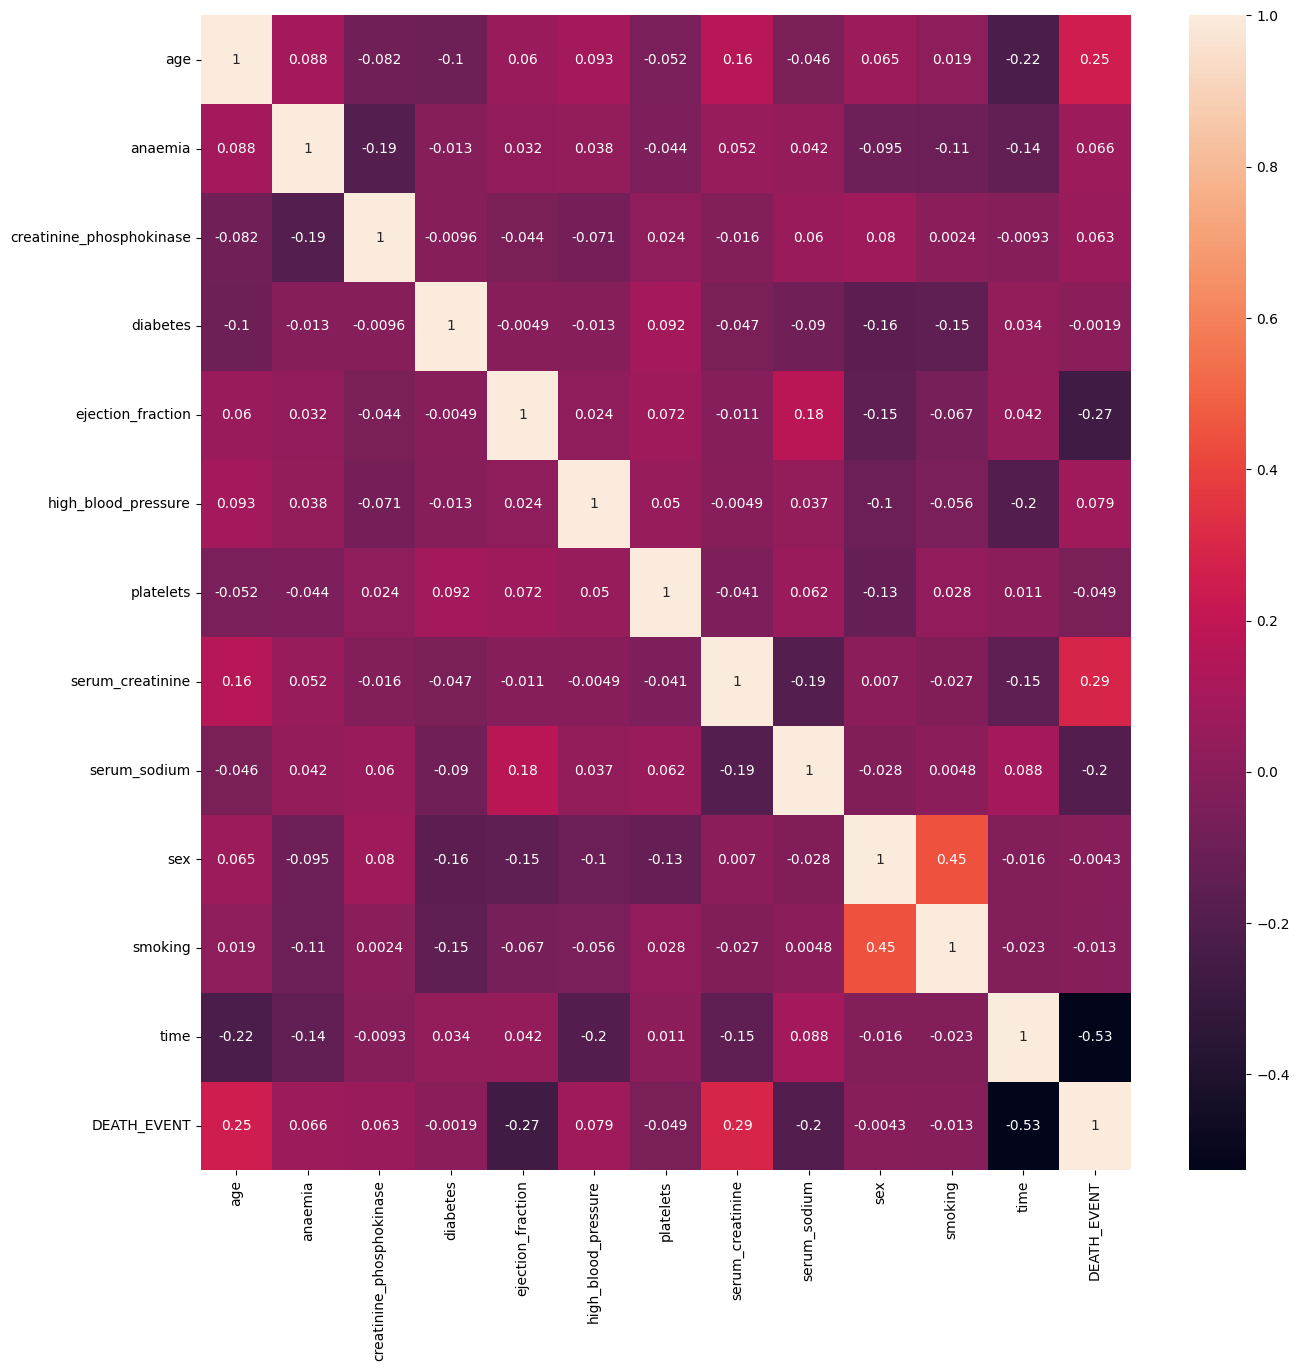 age 1 0.088 -0.082 -0.1 0.06 0.093 -0.052 0.16 -0.046 0.065 0.019 -0.22 0.25
anaemia 0.088 1 -0.19 -0.013 0.032 0.038 -0.044 0.052 0.042 -0.095 -0.11 -0.14 0.066
creatinine_phosphokinase -0.082 -0.19 1 -0.0096 -0.044 -0.071 0.024 -0.016 0.06 0.08 0.0024 -0.0093 0.063
diabetes -0.1 -0.013 -0.0096 1 -0.0049 -0.013 0.092 -0.047 -0.09 -0.16 -0.15 0.034 -0.0019
ejection_fraction 0.06 0.032 -0.044 -0.0049 1 0.024 0.072 -0.011 0.18 -0.15 -0.067 0.042 -0.27
high_blood_pressure 0.093 0.038 -0.071 -0.013 0.024 1 0.05 -0.0049 0.037 -0.1 -0.056 -0.2 0.079
platelets -0.052 -0.044 0.024 0.092 0.072 0.05 1 -0.041 0.062 -0.13 0.028 0.011 -0.049
serum_creatinine 0.16 0.052 -0.016 -0.047 -0.011 -0.0049 -0.041 1 -0.19 0.007 -0.027 -0.15 0.29
serum_sodium -0.046 0.042 0.06 -0.09 0.18 0.037 0.062 -0.19 1 -0.028 0.0048 0.088 -0.2
sex 0.065 -0.095 0.08 -0.16 -0.15 -0.1 -0.13 0.007 -0.028 1 0.45 -0.016 -0.0043
smoking 0.019 -0.11 0.0024 -0.15 -0.067 -0.056 0.028 -0.027 0.0048 0.45 1 -0.023 -0.013
time -0.22 -0.14 -0.0093 0.034 0.042 -0.2 0.011 -0.15 0.088 -0.016 -0.023 1 -0.53
DEATH_EVENT 0.25 0.066 0.063 -0.0019 -0.27 0.079 -0.049 0.29 -0.2 -0.0043 -0.013 -0.53 1
age
anaemia
creatinine_phosphokinase
diabetes
ejection_fraction
high_blood_pressure
platelets
serum_creatinine
serum_sodium
sex
smoking
time
DEATH_EVENT
1.0
0.8
0.6
0.4
0.2
0.0
−0.2
−0.4